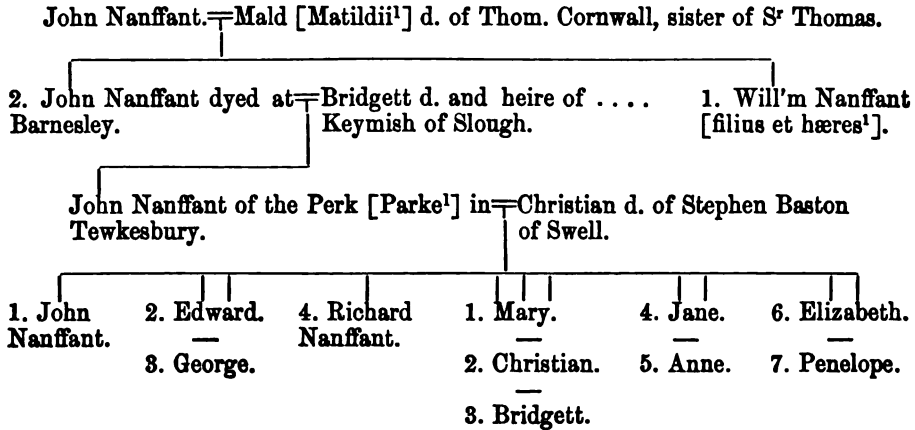 John Nanffant.╤Mald [Matildii¹] d. of Thom. Cornwall, sister of Sʳ Thomas.
2. John Nanffant dyed at╤Bridgett d. and heire of . . . . 1. Will'm Nanffant
Barnesley. Keymish of Slough. [filius et hæres¹].
John Nanffant of the Perk [Parke¹] in╤Christian d. of Stephen Baston
Tewkesbury. of Swell.
1. John 2. Edward. 4. Richard 1. Mary. 4. Jane. 6. Elizabeth.
Nanffant. — Nanffant. — — —
3. George. 2. Christian. 5. Anne. 7. Penelope.
—
3. Bridgett.